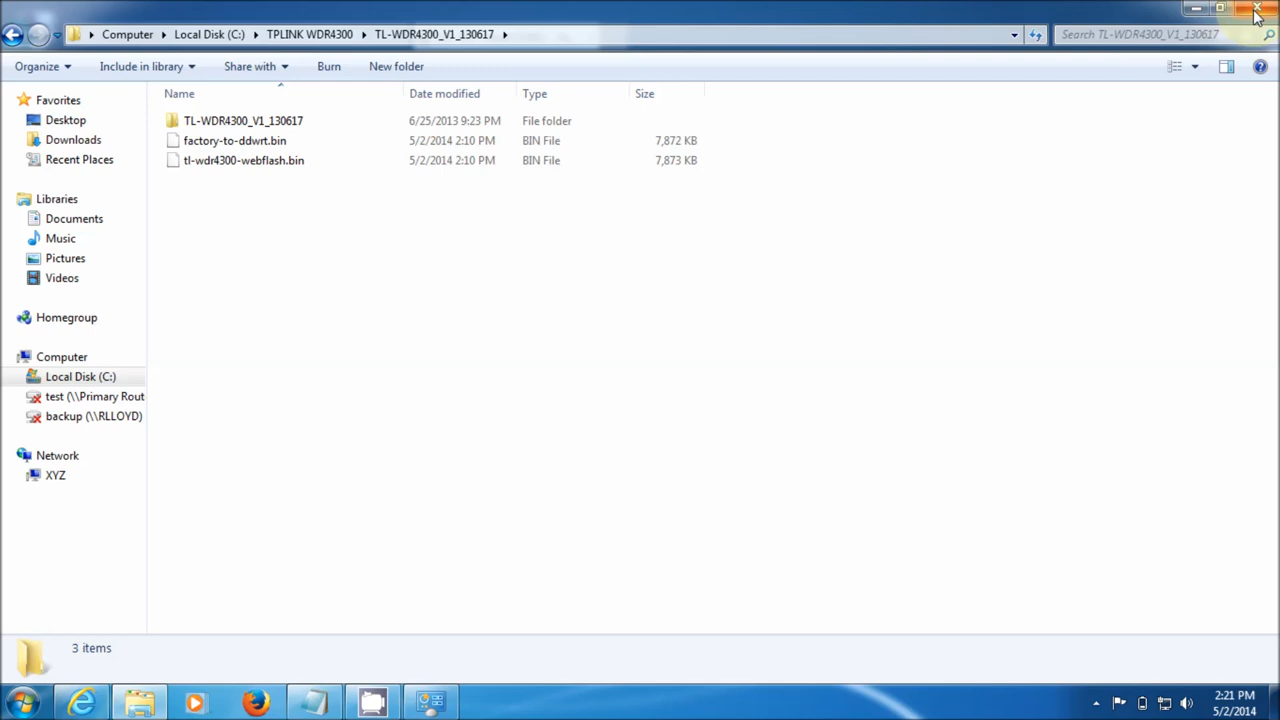 Computer Local Disk (C:) TPLINK WDR4300 TL-WDR4300_V1_130617 Search TL-WDR4300_V1_130617
Organize Include in library Share with Burn New folder
Name Date modified Type Size
Favorites
Desktop
Downloads
Recent Places
Libraries
Documents
Music
Pictures
Videos
Homegroup
Computer
Local Disk (C:)
test (\\Primary Rout
backup (\\RLLOYD)
Network
XYZ
TL-WDR4300_V1_130617 6/25/2013 9:23 PM File folder
factory-to-ddwrt.bin 5/2/2014 2:10 PM BIN File 7,872 KB
tl-wdr4300-webflash.bin 5/2/2014 2:10 PM BIN File 7,873 KB
3 items
2:21 PM
5/2/2014